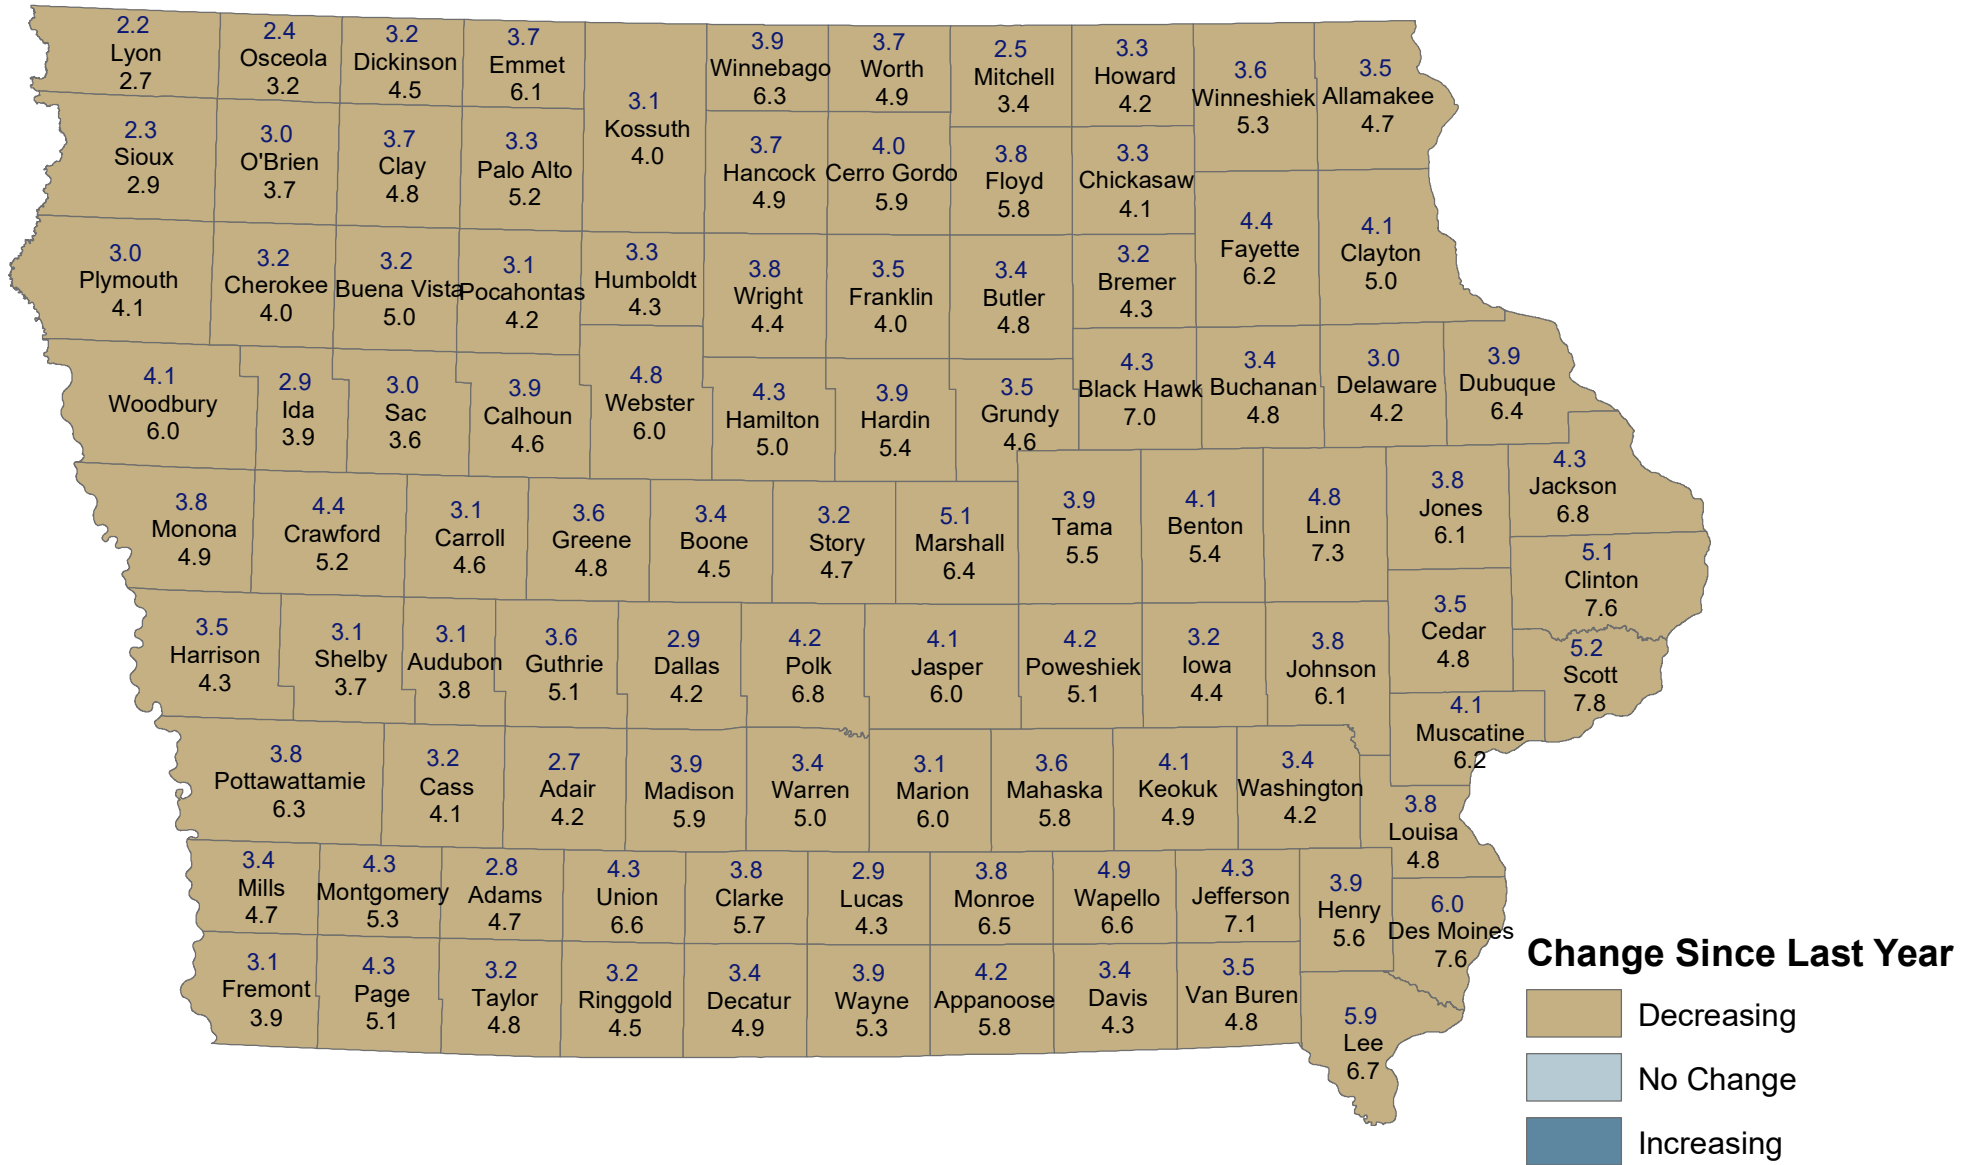 2.2
Lyon
2.7
2.4
Osceola
3.2
3.2
Dickinson
4.5
3.7
Emmet
6.1
3.1
Kossuth
4.0
3.9
Winnebago
6.3
3.7
Worth
4.9
2.5
Mitchell
3.4
3.3
Howard
4.2
3.6
Winneshiek
5.3
3.5
Allamakee
4.7
2.3
Sioux
2.9
3.0
O'Brien
3.7
3.7
Clay
4.8
3.3
Palo Alto
5.2
3.7
Hancock
4.9
4.0
Cerro Gordo
5.9
3.8
Floyd
5.8
3.3
Chickasaw
4.1
4.4
Fayette
6.2
4.1
Clayton
5.0
3.0
Plymouth
4.1
3.2
Cherokee
4.0
3.2
Buena Vista
5.0
3.1
Pocahontas
4.2
3.3
Humboldt
4.3
3.8
Wright
4.4
3.5
Franklin
4.0
3.4
Butler
4.8
3.2
Bremer
4.3
4.1
Woodbury
6.0
2.9
Ida
3.9
3.0
Sac
3.6
3.9
Calhoun
4.6
4.8
Webster
6.0
4.3
Hamilton
5.0
3.9
Hardin
5.4
3.5
Grundy
4.6
4.3
Black Hawk
7.0
3.4
Buchanan
4.8
3.0
Delaware
4.2
3.9
Dubuque
6.4
3.8
Monona
4.9
4.4
Crawford
5.2
3.1
Carroll
4.6
3.6
Greene
4.8
3.4
Boone
4.5
3.2
Story
4.7
5.1
Marshall
6.4
3.9
Tama
5.5
4.1
Benton
5.4
4.8
Linn
7.3
3.8
Jones
6.1
4.3
Jackson
6.8
5.1
Clinton
7.6
3.5
Harrison
4.3
3.1
Shelby
3.7
3.1
Audubon
3.8
3.6
Guthrie
5.1
2.9
Dallas
4.2
4.2
Polk
6.8
4.1
Jasper
6.0
4.2
Poweshiek
5.1
3.2
Iowa
4.4
3.8
Johnson
6.1
3.5
Cedar
4.8
5.2
Scott
7.8
4.1
Muscatine
6.2
3.8
Pottawattamie
6.3
3.2
Cass
4.1
2.7
Adair
4.2
3.9
Madison
5.9
3.4
Warren
5.0
3.1
Marion
6.0
3.6
Mahaska
5.8
4.1
Keokuk
4.9
3.4
Washington
4.2
3.8
Louisa
4.8
3.4
Mills
4.7
4.3
Montgomery
5.3
2.8
Adams
4.7
4.3
Union
6.6
3.8
Clarke
5.7
2.9
Lucas
4.3
3.8
Monroe
6.5
4.9
Wapello
6.6
4.3
Jefferson
7.1
3.9
Henry
5.6
6.0
Des Moines
7.6
3.1
Fremont
3.9
4.3
Page
5.1
3.2
Taylor
4.8
3.2
Ringgold
4.5
3.4
Decatur
4.9
3.9
Wayne
5.3
4.2
Appanoose
5.8
3.4
Davis
4.3
3.5
Van Buren
4.8
5.9
Lee
6.7
Change Since Last Year
Decreasing
No Change
Increasing